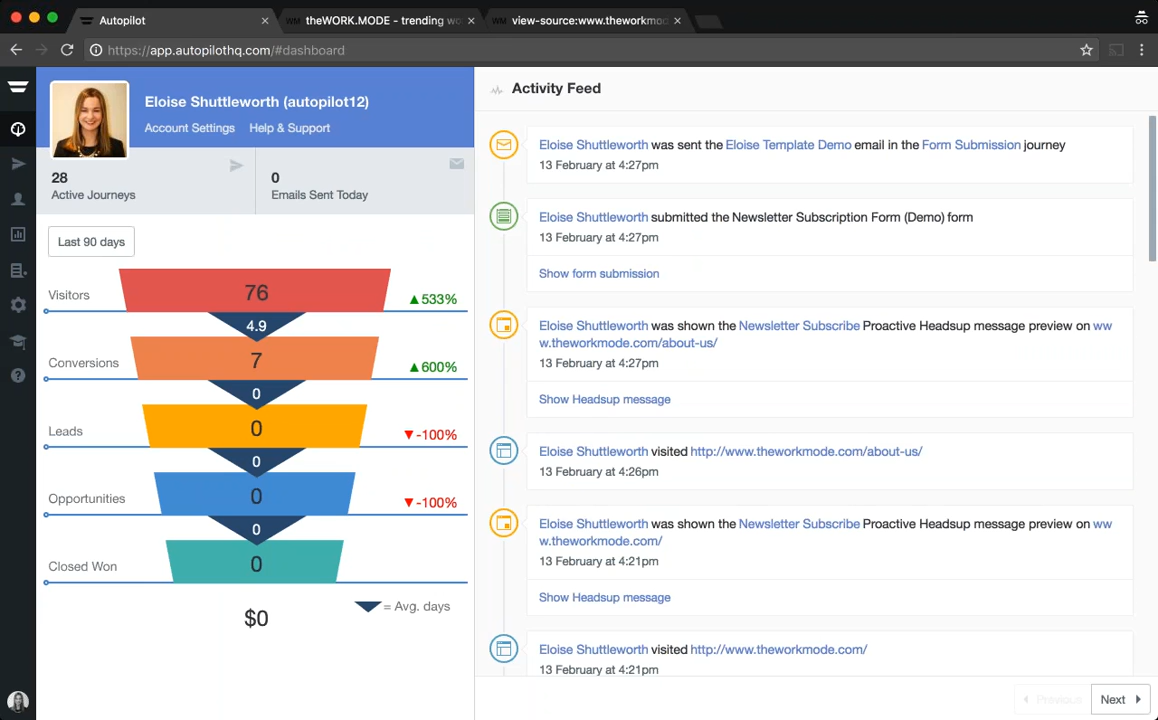 Autopilot
theWORK.MODE - trending wo
view-source:www.theworkmod
https://app.autopilothq.com/#dashboard
Eloise Shuttleworth (autopilot12)
Account Settings Help & Support
28
Active Journeys
0
Emails Sent Today
Last 90 days
Visitors 76 533%
4.9
Conversions 7 600%
0
Leads 0 -100%
0
Opportunities 0 -100%
0
Closed Won 0
$0
= Avg. days
Activity Feed
Eloise Shuttleworth was sent the Eloise Template Demo email in the Form Submission journey
13 February at 4:27pm
Eloise Shuttleworth submitted the Newsletter Subscription Form (Demo) form
13 February at 4:27pm
Show form submission
Eloise Shuttleworth was shown the Newsletter Subscribe Proactive Headsup message preview on ww
w.theworkmode.com/about-us/
13 February at 4:27pm
Show Headsup message
Eloise Shuttleworth visited http://www.theworkmode.com/about-us/
13 February at 4:26pm
Eloise Shuttleworth was shown the Newsletter Subscribe Proactive Headsup message preview on ww
w.theworkmode.com/
13 February at 4:21pm
Show Headsup message
Eloise Shuttleworth visited http://www.theworkmode.com/
13 February at 4:21pm
Previous Next